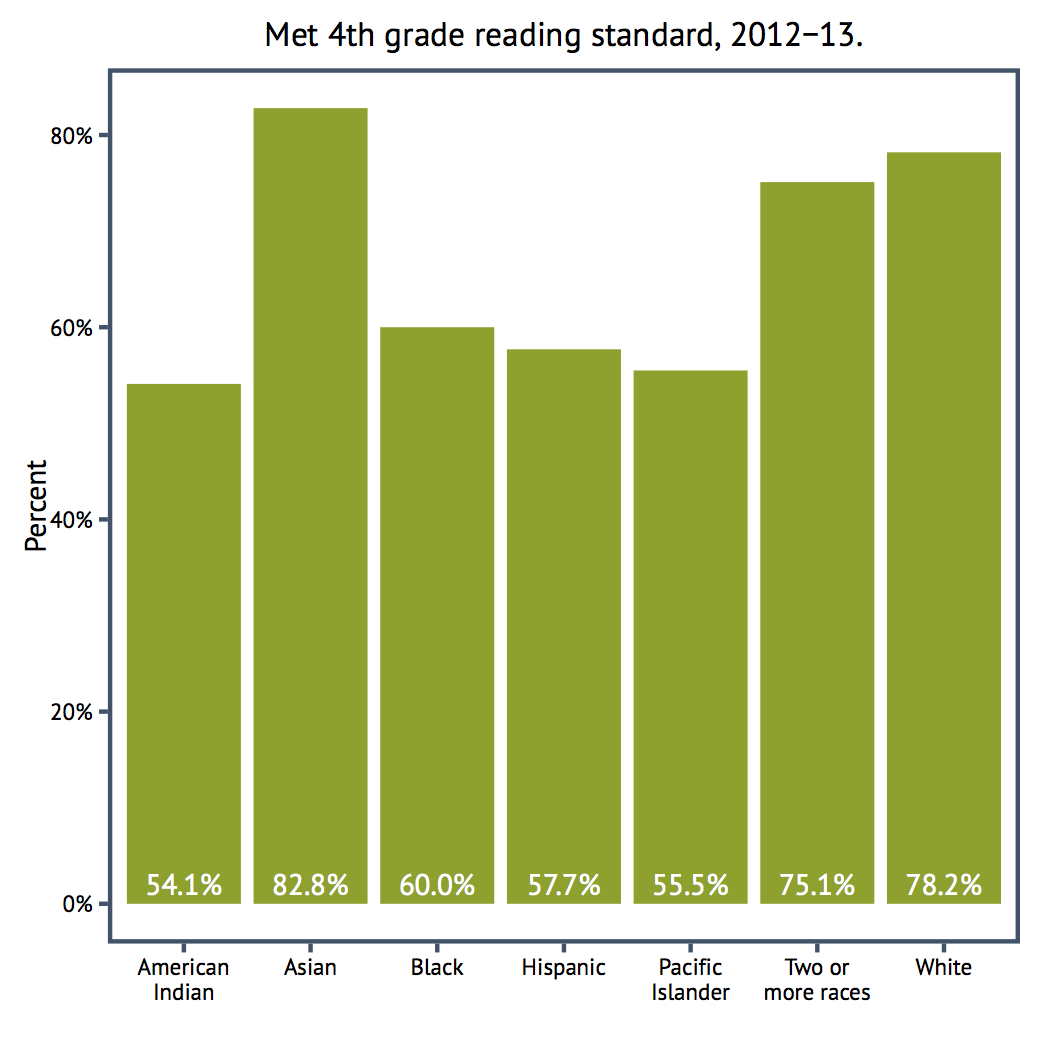 Met 4th grade reading standard, 2012–13.
Percent
80%
60%
40%
20%
0%
54.1% 82.8% 60.0% 57.7% 55.5% 75.1% 78.2%
American Indian
Asian
Black
Hispanic
Pacific Islander
Two or more races
White